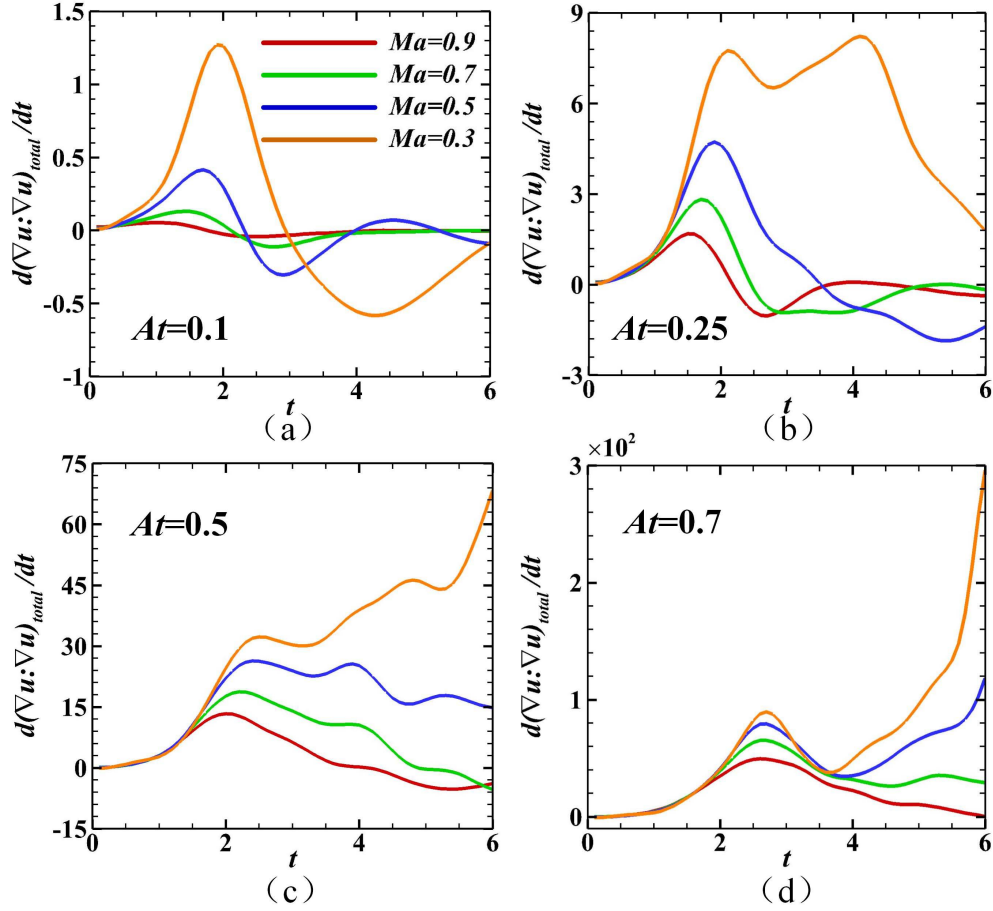 1.5
1
0.5
0
-0.5
-1
d(∇u:∇u)total/dt
Ma=0.9
Ma=0.7
Ma=0.5
Ma=0.3
At=0.1
0 2 4 6
t
(a)
9
6
3
0
-3
d(∇u:∇u)total/dt
At=0.25
0 2 4 6
t
(b)
75
60
45
30
15
0
-15
d(∇u:∇u)total/dt
At=0.5
0 2 4 6
t
(c)
×10²
3
2
1
0
d(∇u:∇u)total/dt
At=0.7
0 2 4 6
t
(d)